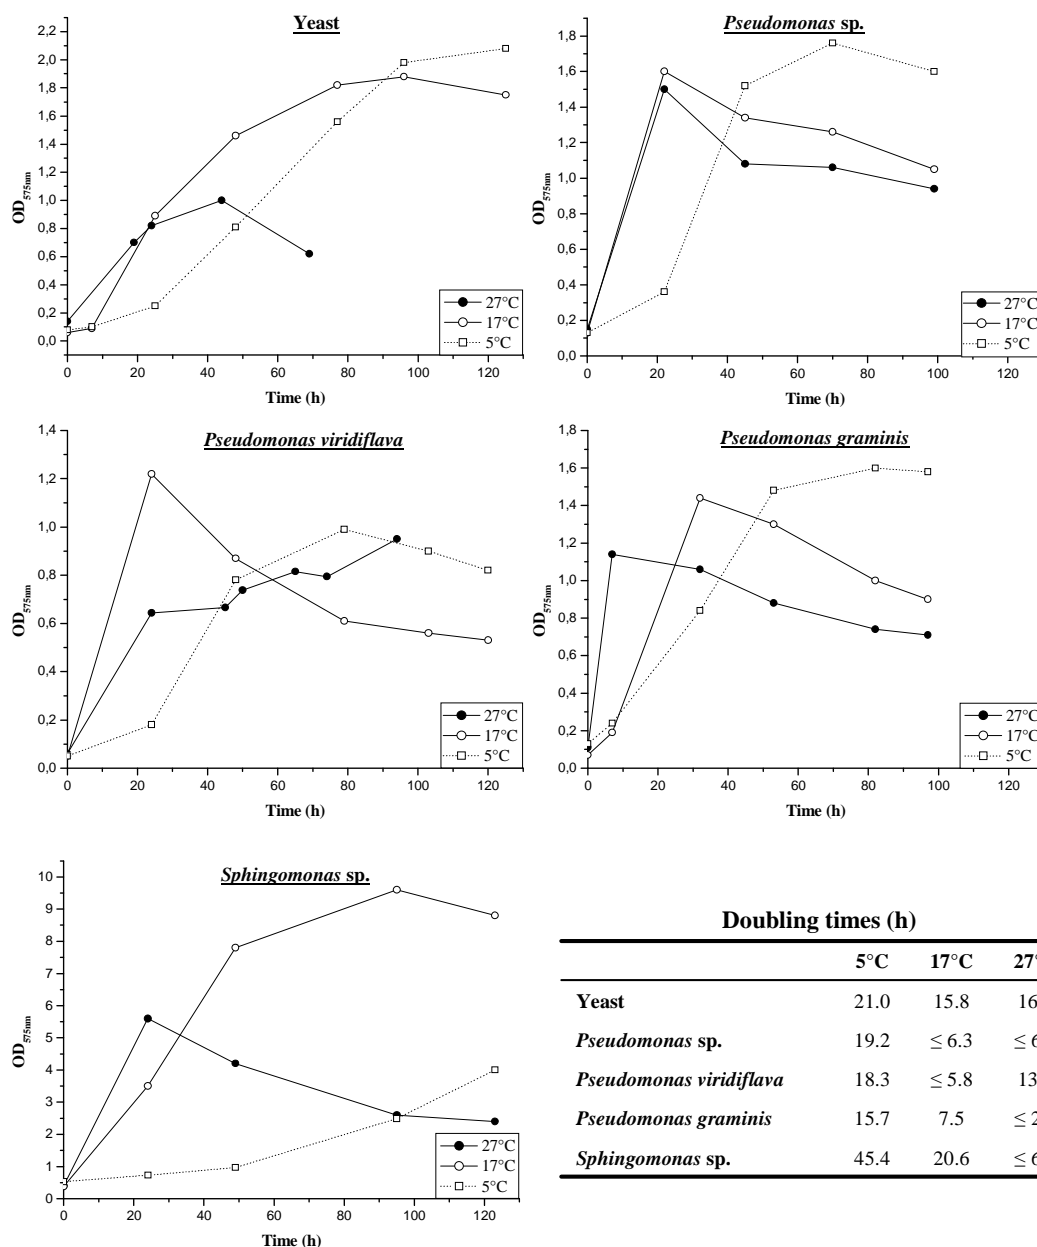 Yeast
2,2
2,0
1,8
1,6
1,4
1,2
1,0
0,8
0,6
0,4
0,2
0,0
OD575nm
0 20 40 60 80 100 120
Time (h)
27°C
17°C
5°C
Pseudomonas sp.
1,8
1,6
1,4
1,2
1,0
0,8
0,6
0,4
0,2
0,0
OD575nm
0 20 40 60 80 100 120
Time (h)
27°C
17°C
5°C
Pseudomonas viridiflava
1,4
1,2
1,0
0,8
0,6
0,4
0,2
0,0
OD575nm
0 20 40 60 80 100 120
Time (h)
27°C
17°C
5°C
Pseudomonas graminis
1,8
1,6
1,4
1,2
1,0
0,8
0,6
0,4
0,2
0,0
OD575nm
0 20 40 60 80 100 120
Time (h)
27°C
17°C
5°C
Sphingomonas sp.
10
9
8
7
6
5
4
3
2
1
0
OD575nm
0 20 40 60 80 100 120
Time (h)
27°C
17°C
5°C
Doubling times (h)
5°C 17°C 27°
Yeast 21.0 15.8 16
Pseudomonas sp. 19.2 ≤ 6.3 ≤ 6
Pseudomonas viridiflava 18.3 ≤ 5.8 13
Pseudomonas graminis 15.7 7.5 ≤ 2
Sphingomonas sp. 45.4 20.6 ≤ 6